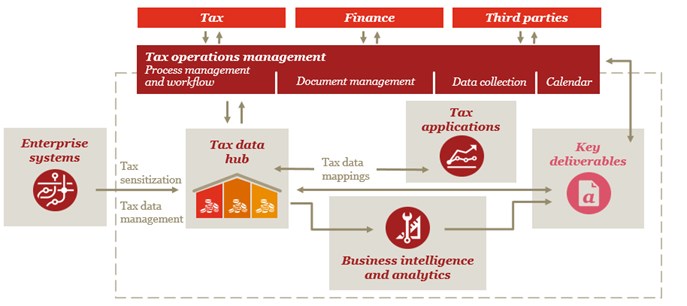 Tax
Finance
Third parties
Tax operations management
Process management
and workflow
Document management
Data collection
Calendar
Enterprise
systems
Tax
sensitization
Tax data
management
Tax data
hub
Tax data
mappings
Tax
applications
Key
deliverables
a
Business intelligence
and analytics